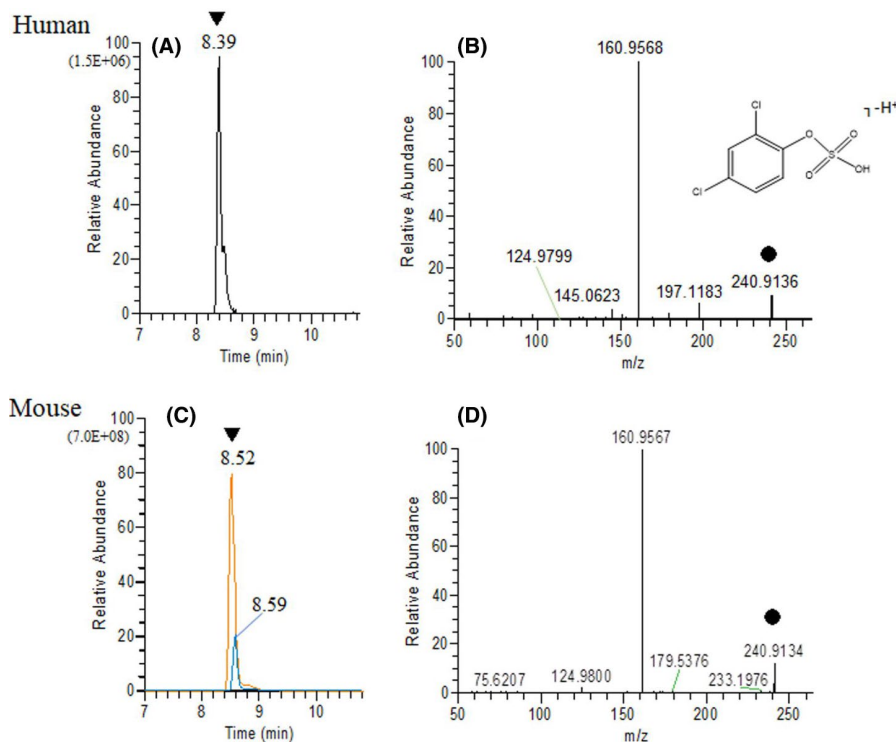 Human
(A)
8.39
100
(1.5E+06)
80
60
40
20
0
Relative Abundance
7 8 9 10
Time (min)
(B)
160.9568
100
80
60
40
20
0
Relative Abundance
124.9799
145.0623
197.1183
240.9136
50 100 150 200 250
m/z
Cl
Cl
O
O
S
O
OH
┐-H+
Mouse
(C)
8.52
8.59
100
(7.0E+08)
80
60
40
20
0
Relative Abundance
7 8 9 10
Time (min)
(D)
160.9567
100
80
60
40
20
0
Relative Abundance
75.6207
124.9800
179.5376
233.1976
240.9134
50 100 150 200 250
m/z